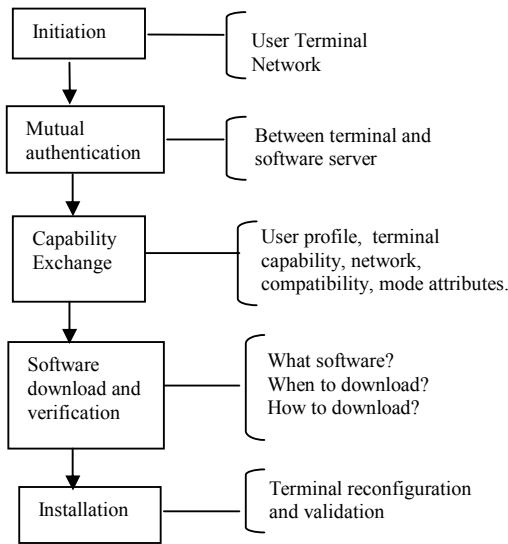 Initiation
User Terminal
Network
Mutual
authentication
Between terminal and
software server
Capability
Exchange
User profile, terminal
capability, network,
compatibility, mode attributes.
Software
download and
verification
What software?
When to download?
How to download?
Installation
Terminal reconfiguration
and validation